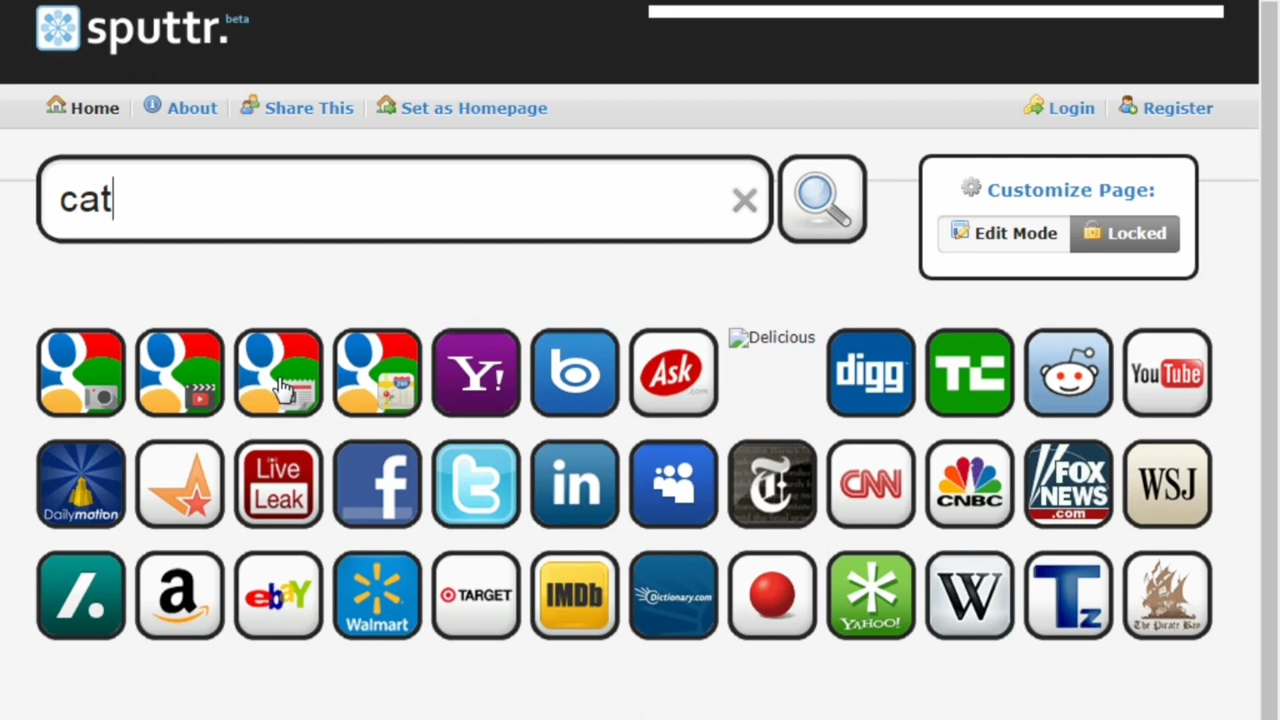 sputtr. beta
Home About Share This Set as Homepage Login Register
cat
Customize Page:
Edit Mode Locked
Y! b Ask .com Delicious digg TC You Tube
Dailymotion Live Leak f t in T CNN CNBC FOX NEWS .com WSJ
/. a ebay Walmart TARGET IMDb Dictionary.com YAHOO! W Tz The Pirate Bay